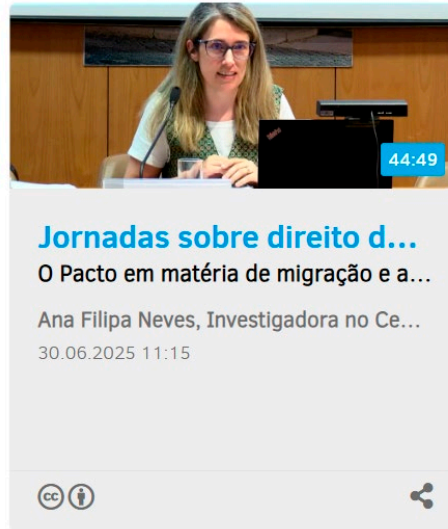 44:49
Jornadas sobre direito d...
O Pacto em matéria de migração e a...
Ana Filipa Neves, Investigadora no Ce...
30.06.2025 11:15
cc